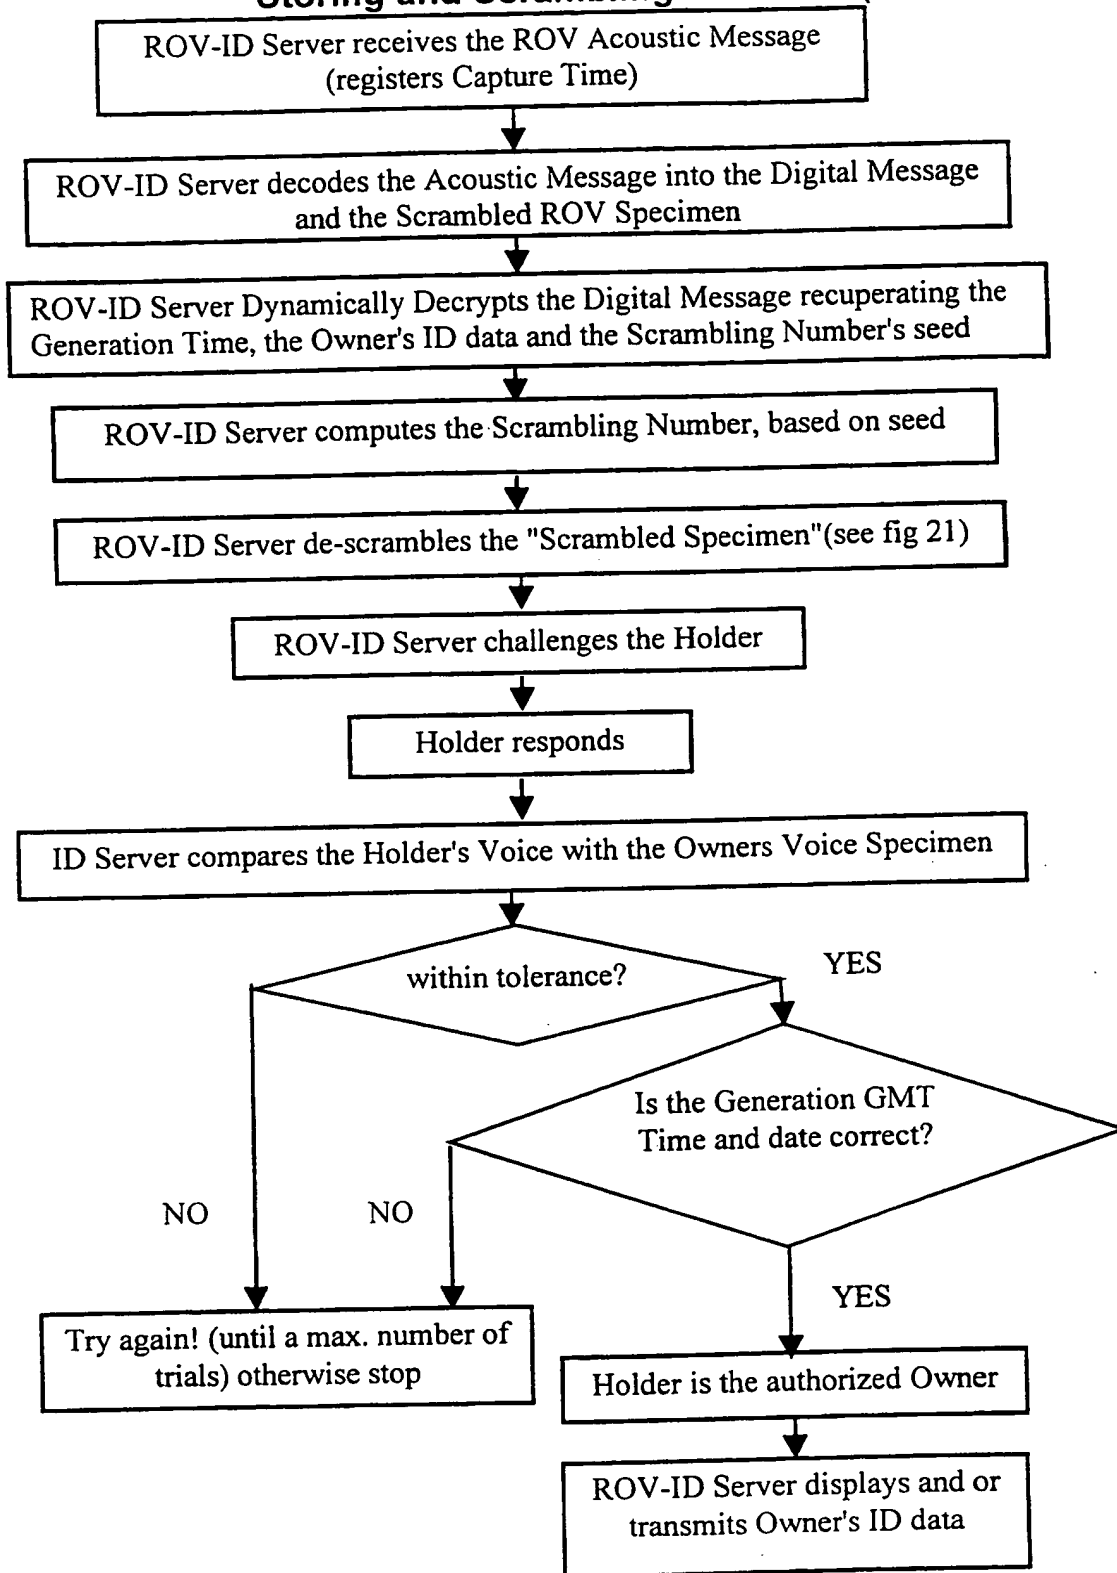 Storing and Scrambling
ROV-ID Server receives the ROV Acoustic Message
(registers Capture Time)
ROV-ID Server decodes the Acoustic Message into the Digital Message
and the Scrambled ROV Specimen
ROV-ID Server Dynamically Decrypts the Digital Message recuperating the
Generation Time, the Owner's ID data and the Scrambling Number's seed
ROV-ID Server computes the Scrambling Number, based on seed
ROV-ID Server de-scrambles the "Scrambled Specimen"(see fig 21)
ROV-ID Server challenges the Holder
Holder responds
ID Server compares the Holder's Voice with the Owners Voice Specimen
within tolerance?
YES
Is the Generation GMT
Time and date correct?
NO
NO
YES
Try again! (until a max. number of
trials) otherwise stop
Holder is the authorized Owner
ROV-ID Server displays and or
transmits Owner's ID data